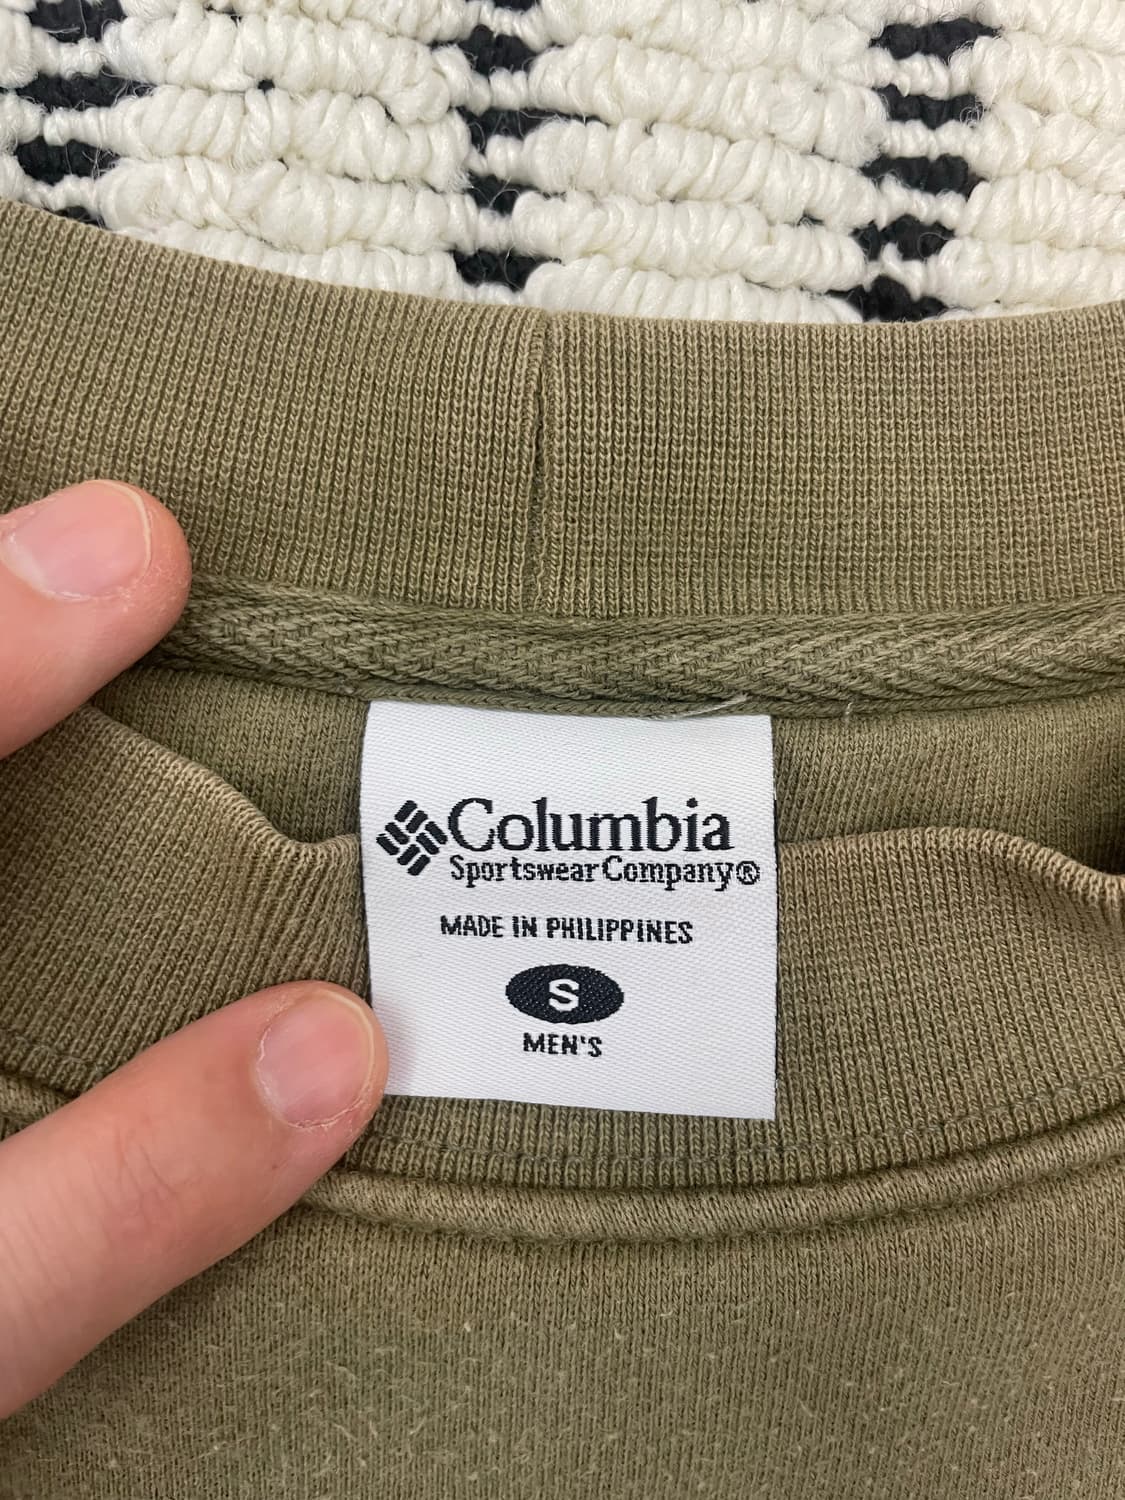 Columbia
Sportswear Company®
MADE IN PHILIPPINES
S
MEN'S